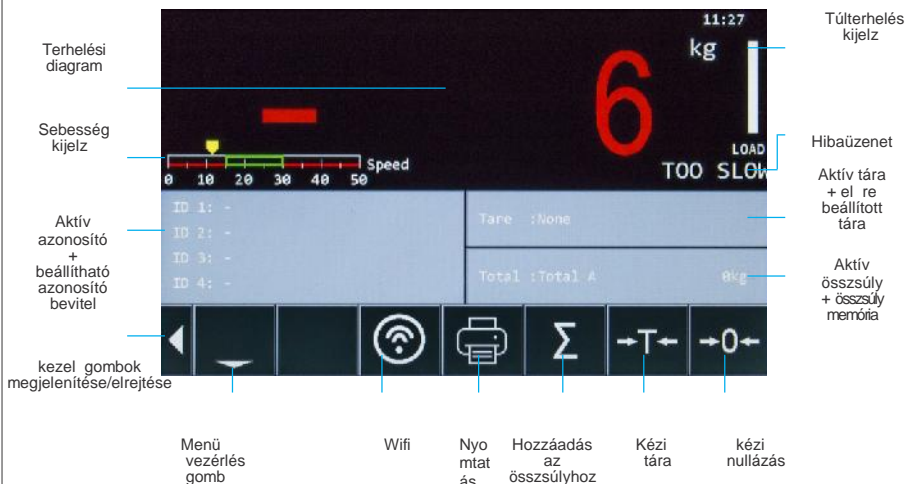 11:27
Túlterhelés
kijelz
Terhelési
diagram
kg
6
Sebesség
kijelz
LOAD
Hibaüzenet
Speed
TOO SLOW
0 10 20 30 40 50
Aktív tára
+ el re
beállított
tára
ID 1: -
ID 2: -
ID 3: -
ID 4: -
Tare :None
Aktív
azonosító
+
beállítható
azonosító
bevitel
Total :Total A 0kg
Aktív
összsúly
+ összsúly
memória
Σ
→T←
→0←
kezel gombok
megjelenítése/elrejtése
Menü
vezérlés
gomb
Wifi
Nyo
mtat
ás
Hozzáadás
az
összsúlyhoz
Kézi
tára
kézi
nullázás